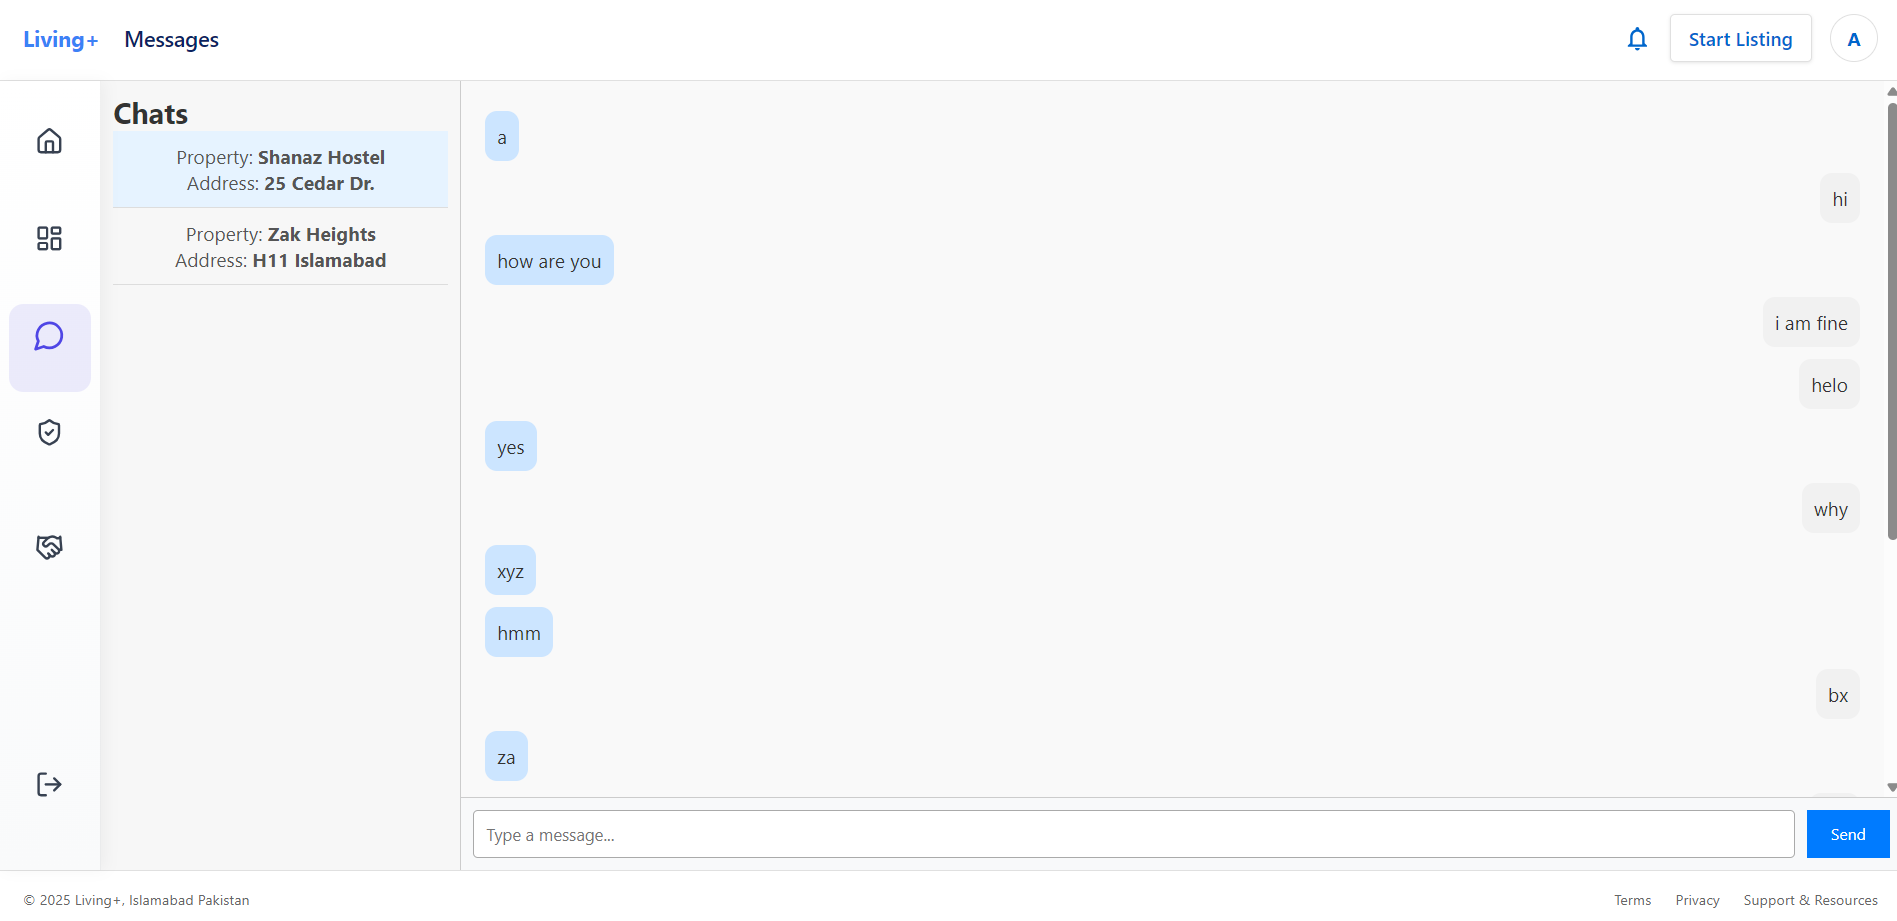 Living+
Messages
Start Listing
A
Chats
Property: Shanaz Hostel
Address: 25 Cedar Dr.
Property: Zak Heights
Address: H11 Islamabad
a
hi
how are you
i am fine
helo
yes
why
xyz
hmm
bx
za
Type a message...
Send
© 2025 Living+, Islamabad Pakistan
Terms
Privacy
Support & Resources